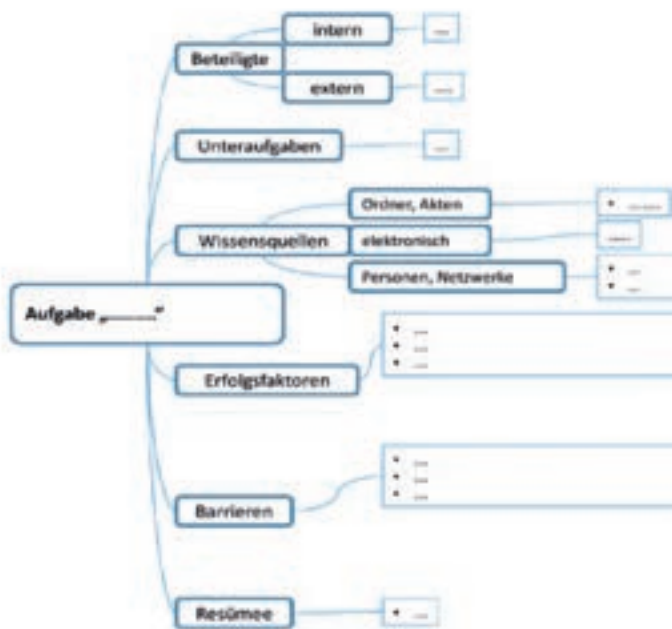 intern
....
Beteiligte
extern
.....
Unteraufgaben
....
Ordner, Akten
• ........
Wissensquellen
elektronisch
......
Personen, Netzwerke
• ...
• ...
Aufgabe „..........“
• ....
• ....
• ....
Erfolgsfaktoren
• ....
• ....
• ....
Barrieren
Resümee
• ....